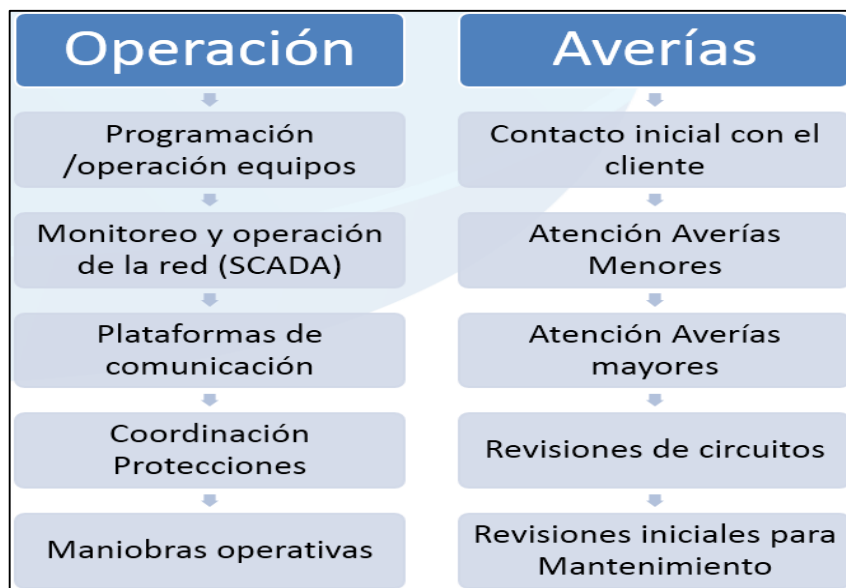 Operación
Programación
/operación equipos
Monitoreo y operación
de la red (SCADA)
Plataformas de
comunicación
Coordinación
Protecciones
Maniobras operativas
Averías
Contacto inicial con el
cliente
Atención Averías
Menores
Atención Averías
mayores
Revisiones de circuitos
Revisiones iniciales para
Mantenimiento